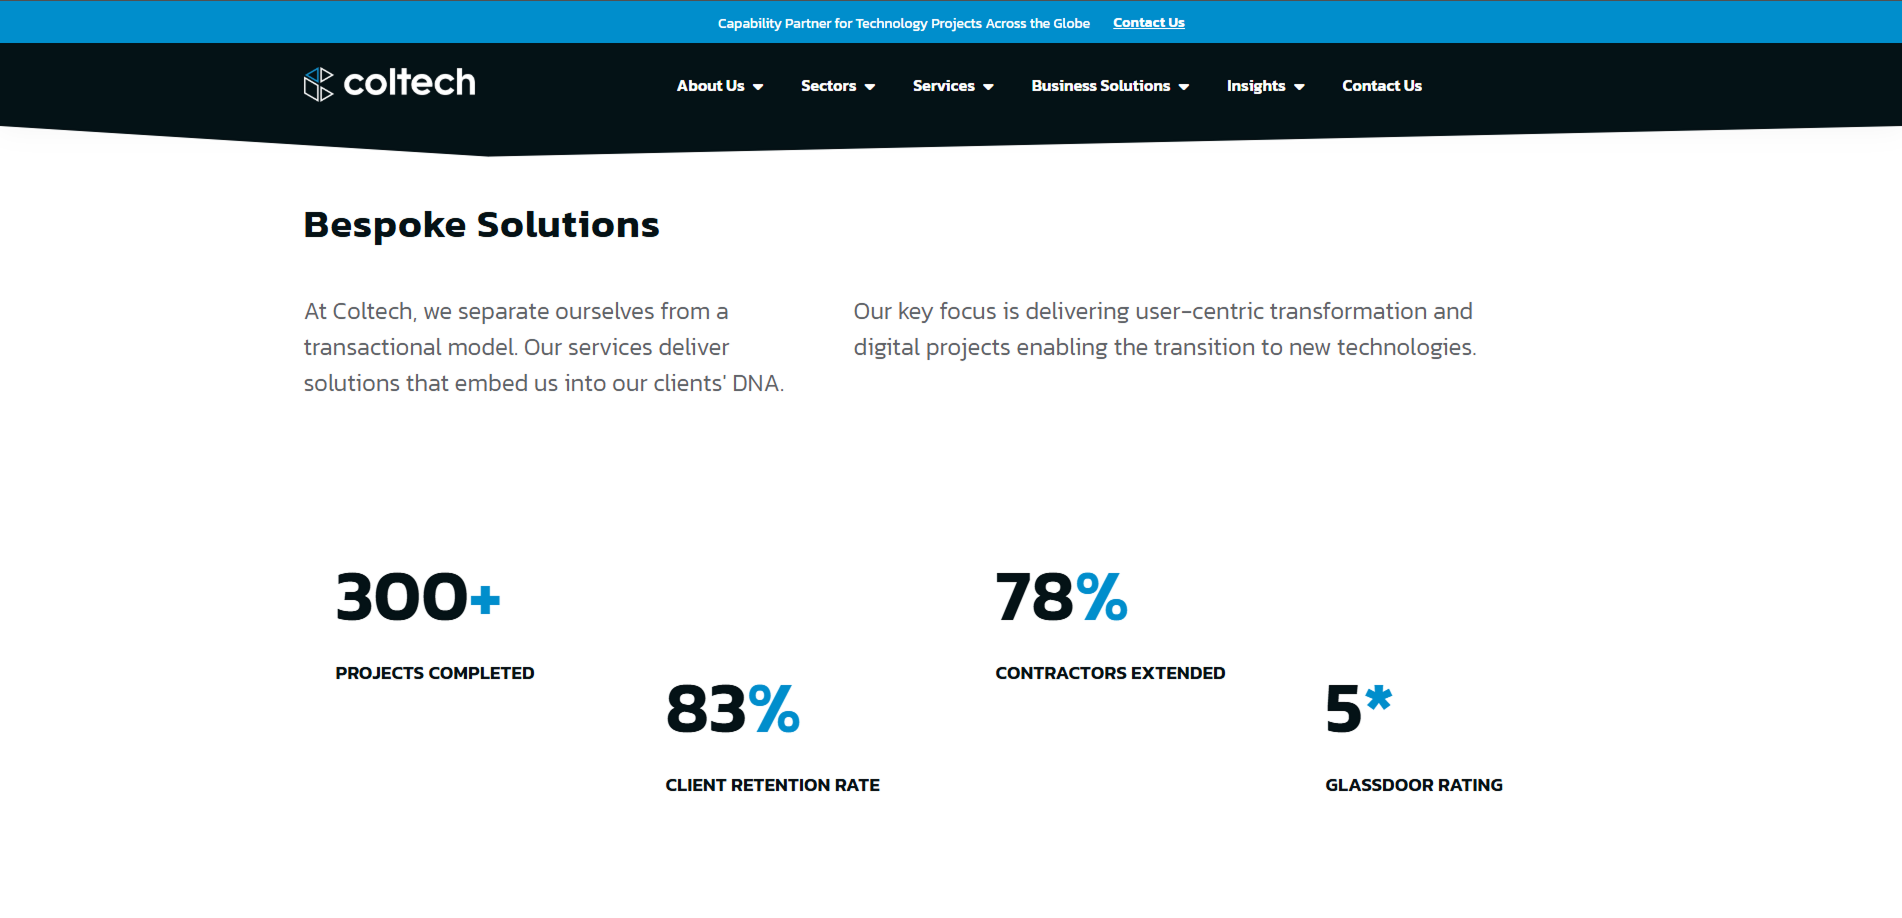 Capability Partner for Technology Projects Across the Globe Contact Us
coltech About Us Sectors Services Business Solutions Insights Contact Us
Bespoke Solutions
At Coltech, we separate ourselves from a
transactional model. Our services deliver
solutions that embed us into our clients' DNA.
Our key focus is delivering user-centric transformation and
digital projects enabling the transition to new technologies.
300+
PROJECTS COMPLETED
83%
CLIENT RETENTION RATE
78%
CONTRACTORS EXTENDED
5*
GLASSDOOR RATING